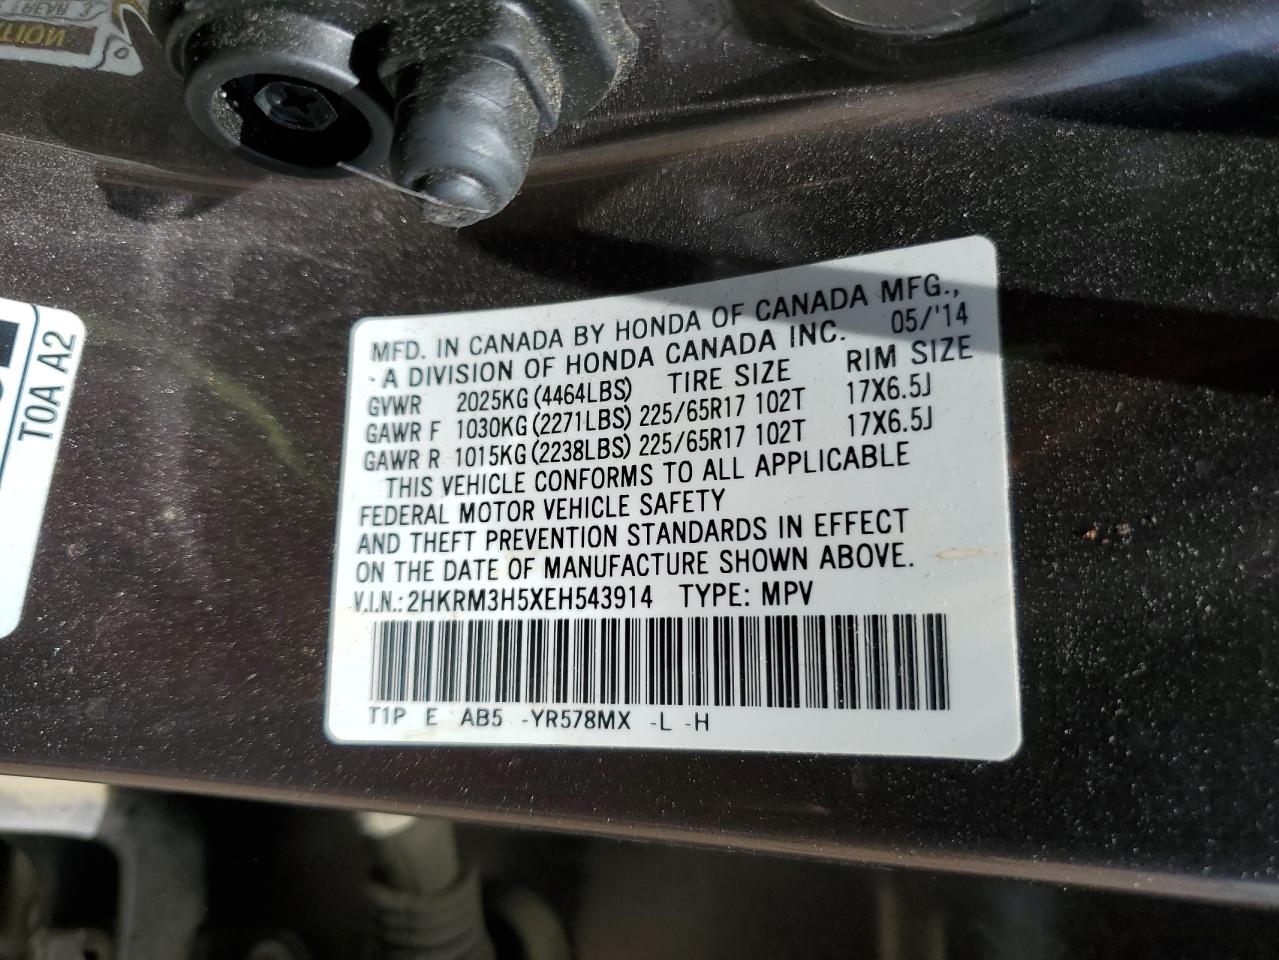 T0A A2
MFD. IN CANADA BY HONDA OF CANADA MFG.,
A DIVISION OF HONDA CANADA INC. 05/'14
GVWR 2025KG (4464LBS) TIRE SIZE RIM SIZE
GAWR F 1030KG (2271LBS) 225/65R17 102T 17X6.5J
GAWR R 1015KG (2238LBS) 225/65R17 102T 17X6.5J
THIS VEHICLE CONFORMS TO ALL APPLICABLE
FEDERAL MOTOR VEHICLE SAFETY
AND THEFT PREVENTION STANDARDS IN EFFECT
ON THE DATE OF MANUFACTURE SHOWN ABOVE.
V.I.N.: 2HKRM3H5XEH543914 TYPE: MPV
T1P E AB5 -YR578MX -L -H